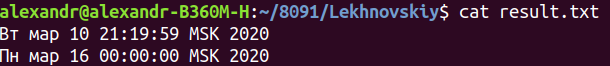 alexandr@alexandr-B360M-H:~/8091/Lekhnovskiy$ cat result.txt
Вт мар 10 21:19:59 MSK 2020
Пн мар 16 00:00:00 MSK 2020